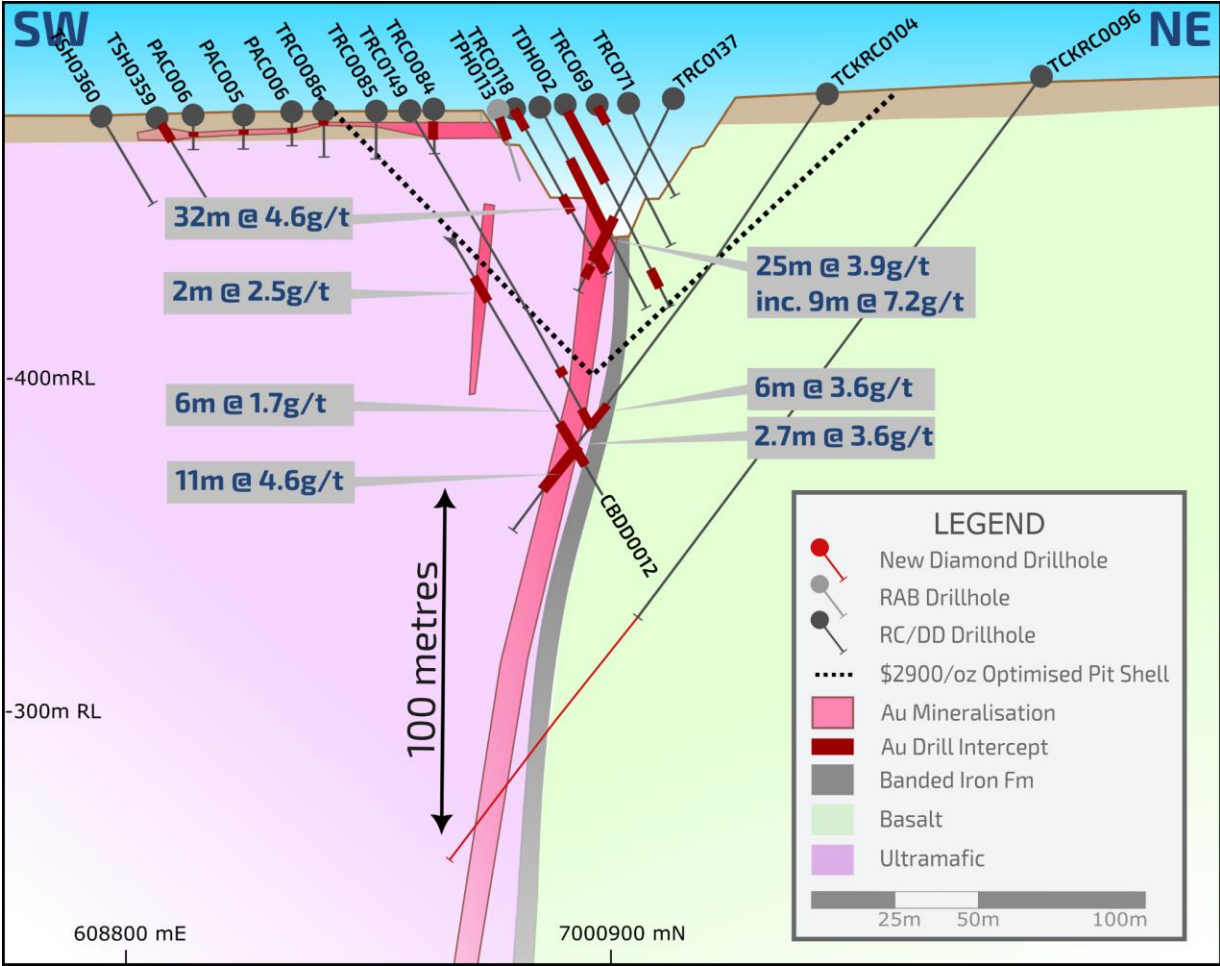 SW
NE
TSH0360
TSH0359
PAC006
PAC005
PAC006
TRC0086
TRC0085
TRC0149
TRC0084
TPH0113
TRC0118
TDH002
TRC069
TRC071
TRC0137
TCKRC0104
TCKRC0096
32m @ 4.6g/t
2m @ 2.5g/t
25m @ 3.9g/t
inc. 9m @ 7.2g/t
-400mRL
6m @ 1.7g/t
6m @ 3.6g/t
2.7m @ 3.6g/t
11m @ 4.6g/t
CBDD0012
100 metres
-300m RL
LEGEND
New Diamond Drillhole
RAB Drillhole
RC/DD Drillhole
$2900/oz Optimised Pit Shell
Au Mineralisation
Au Drill Intercept
Banded Iron Fm
Basalt
Ultramafic
25m 50m 100m
608800 mE
7000900 mN